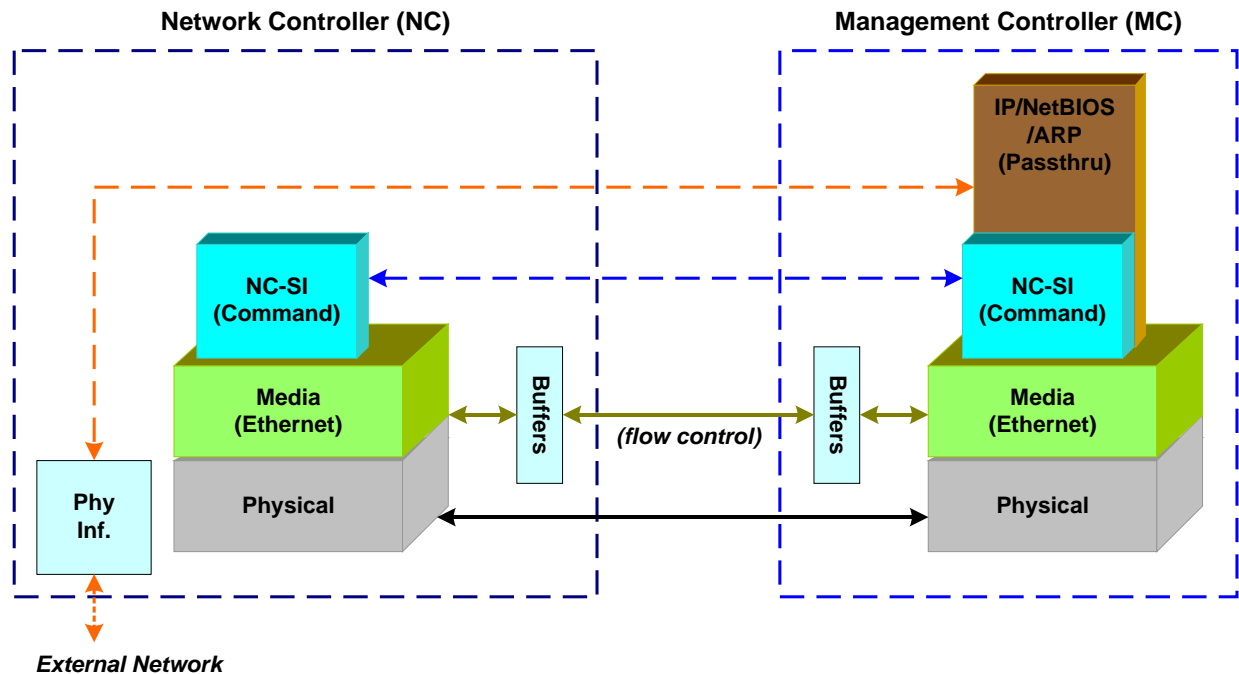 Network Controller (NC)
Management Controller (MC)
IP/NetBIOS
/ARP
(Passthru)
NC-SI
(Command)
NC-SI
(Command)
Media
(Ethernet)
Buffers
(flow control)
Buffers
Media
(Ethernet)
Phy
Inf.
Physical
Physical
External Network